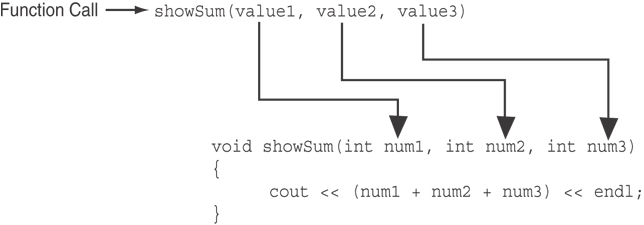 Function Call showSum(value1, value2, value3)
void showSum(int num1, int num2, int num3)
{
cout << (num1 + num2 + num3) << endl;
}